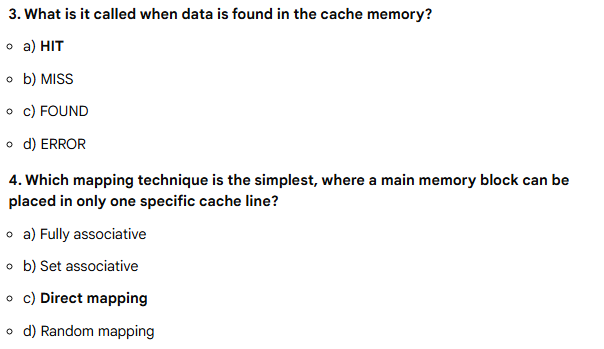 3. What is it called when data is found in the cache memory?
a) HIT
b) MISS
c) FOUND
d) ERROR
4. Which mapping technique is the simplest, where a main memory block can be
placed in only one specific cache line?
a) Fully associative
b) Set associative
c) Direct mapping
d) Random mapping